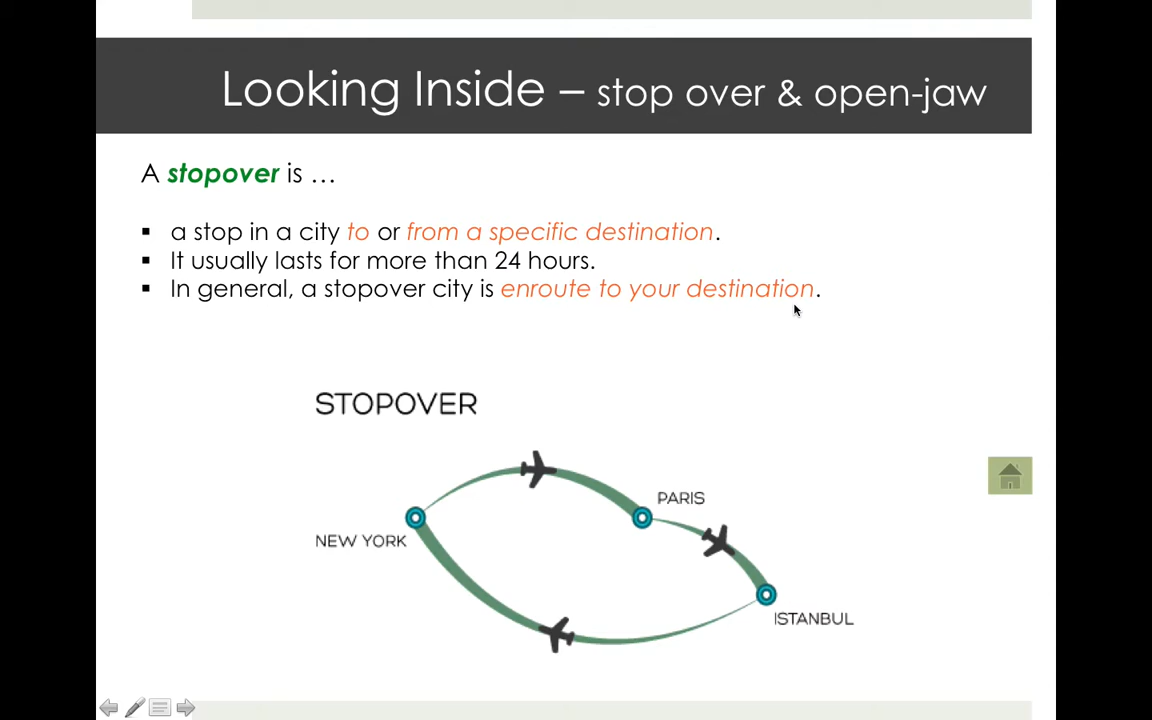 Looking Inside – stop over & open-jaw
A stopover is …
▪ a stop in a city to or from a specific destination.
▪ It usually lasts for more than 24 hours.
▪ In general, a stopover city is enroute to your destination.
STOPOVER
PARIS
NEW YORK
ISTANBUL